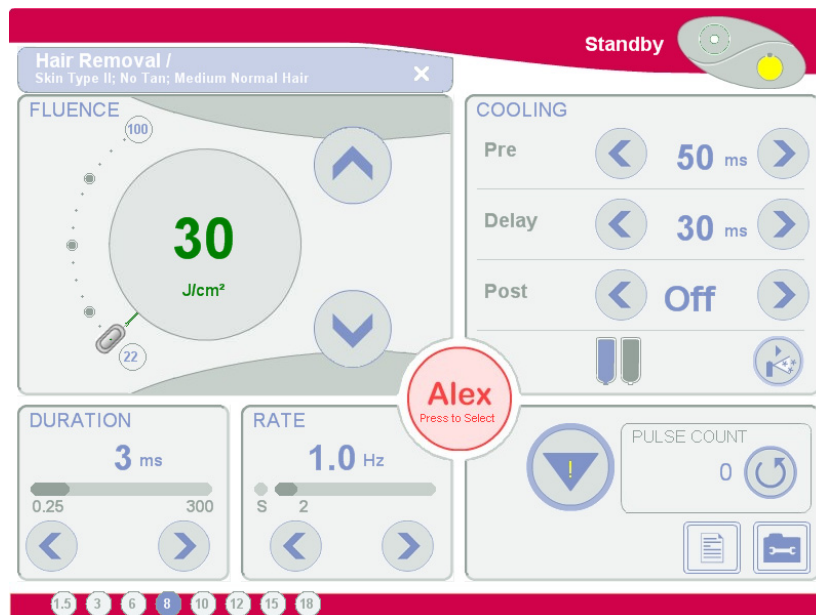 Standby
Hair Removal /
Skin Type II; No Tan; Medium Normal Hair
FLUENCE
100
30
J/cm²
22
COOLING
Pre
50 ms
Delay
30 ms
Post
Off
Alex
Press to Select
DURATION
3 ms
0.25 300
RATE
1.0 Hz
S 2
PULSE COUNT
0
1.5 3 6 8 10 12 15 18